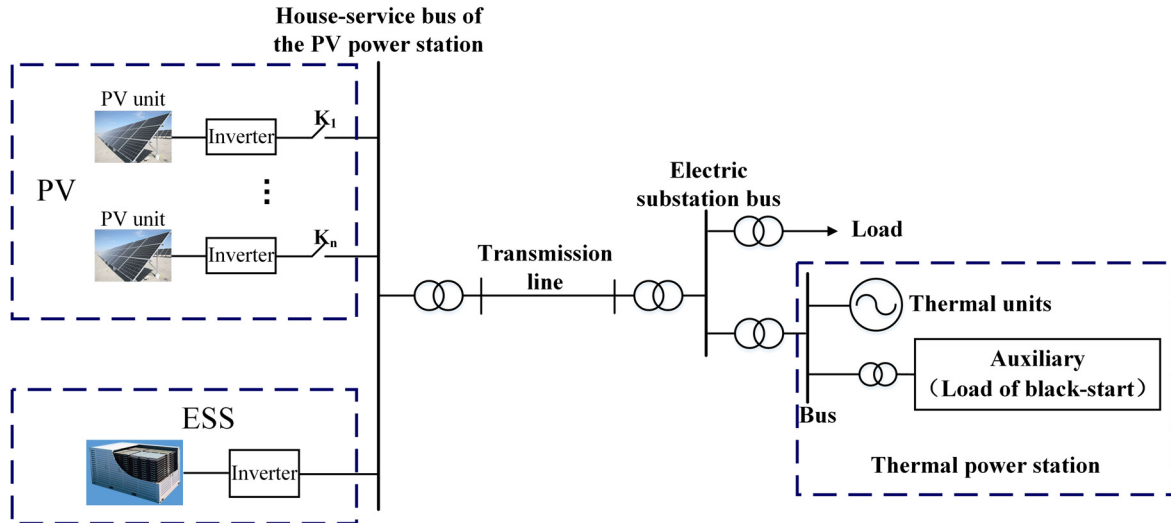 House-service bus of
the PV power station
PV unit
Inverter
K1
PV
PV unit
Inverter
Kn
ESS
Inverter
Transmission
line
Electric
substation bus
Load
Thermal units
Auxiliary
（Load of black-start）
Bus
Thermal power station